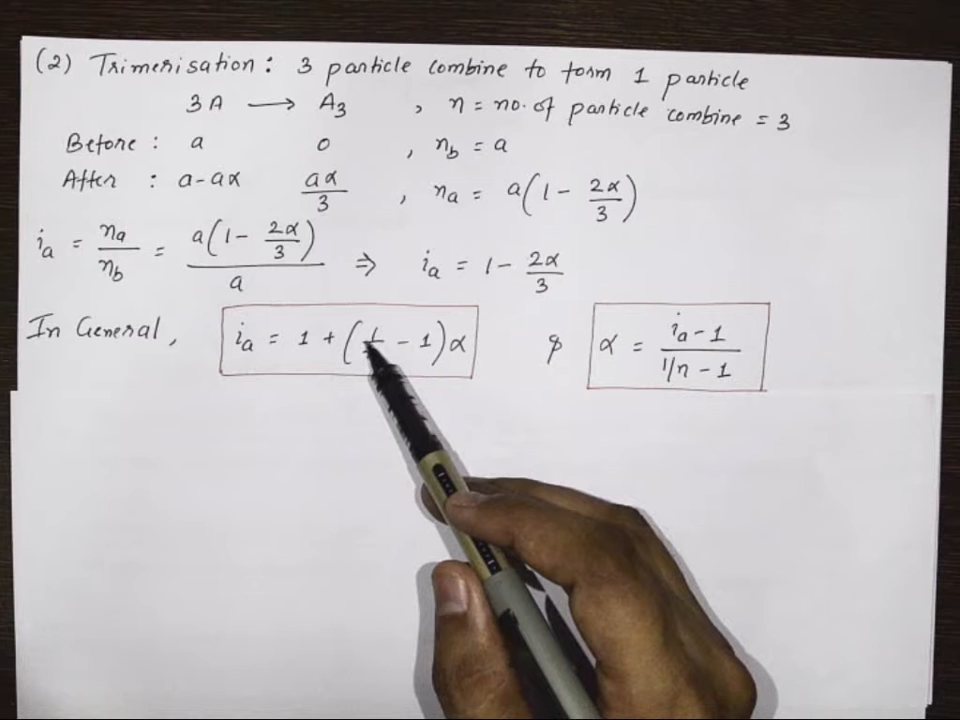 (2) Trimerisation : 3 particle combine to form 1 particle
3A ⟶ A₃ , n = no. of particle combine = 3
Before : a 0 , n_b = a
After : a-aα aα/3 , n_a = a(1 - 2α/3)
i_a = n_a/n_b = a(1 - 2α/3)/a ⇒ i_a = 1 - 2α/3
In General, i_a = 1 + (1/ - 1)α & α = i_a - 1/1/n - 1